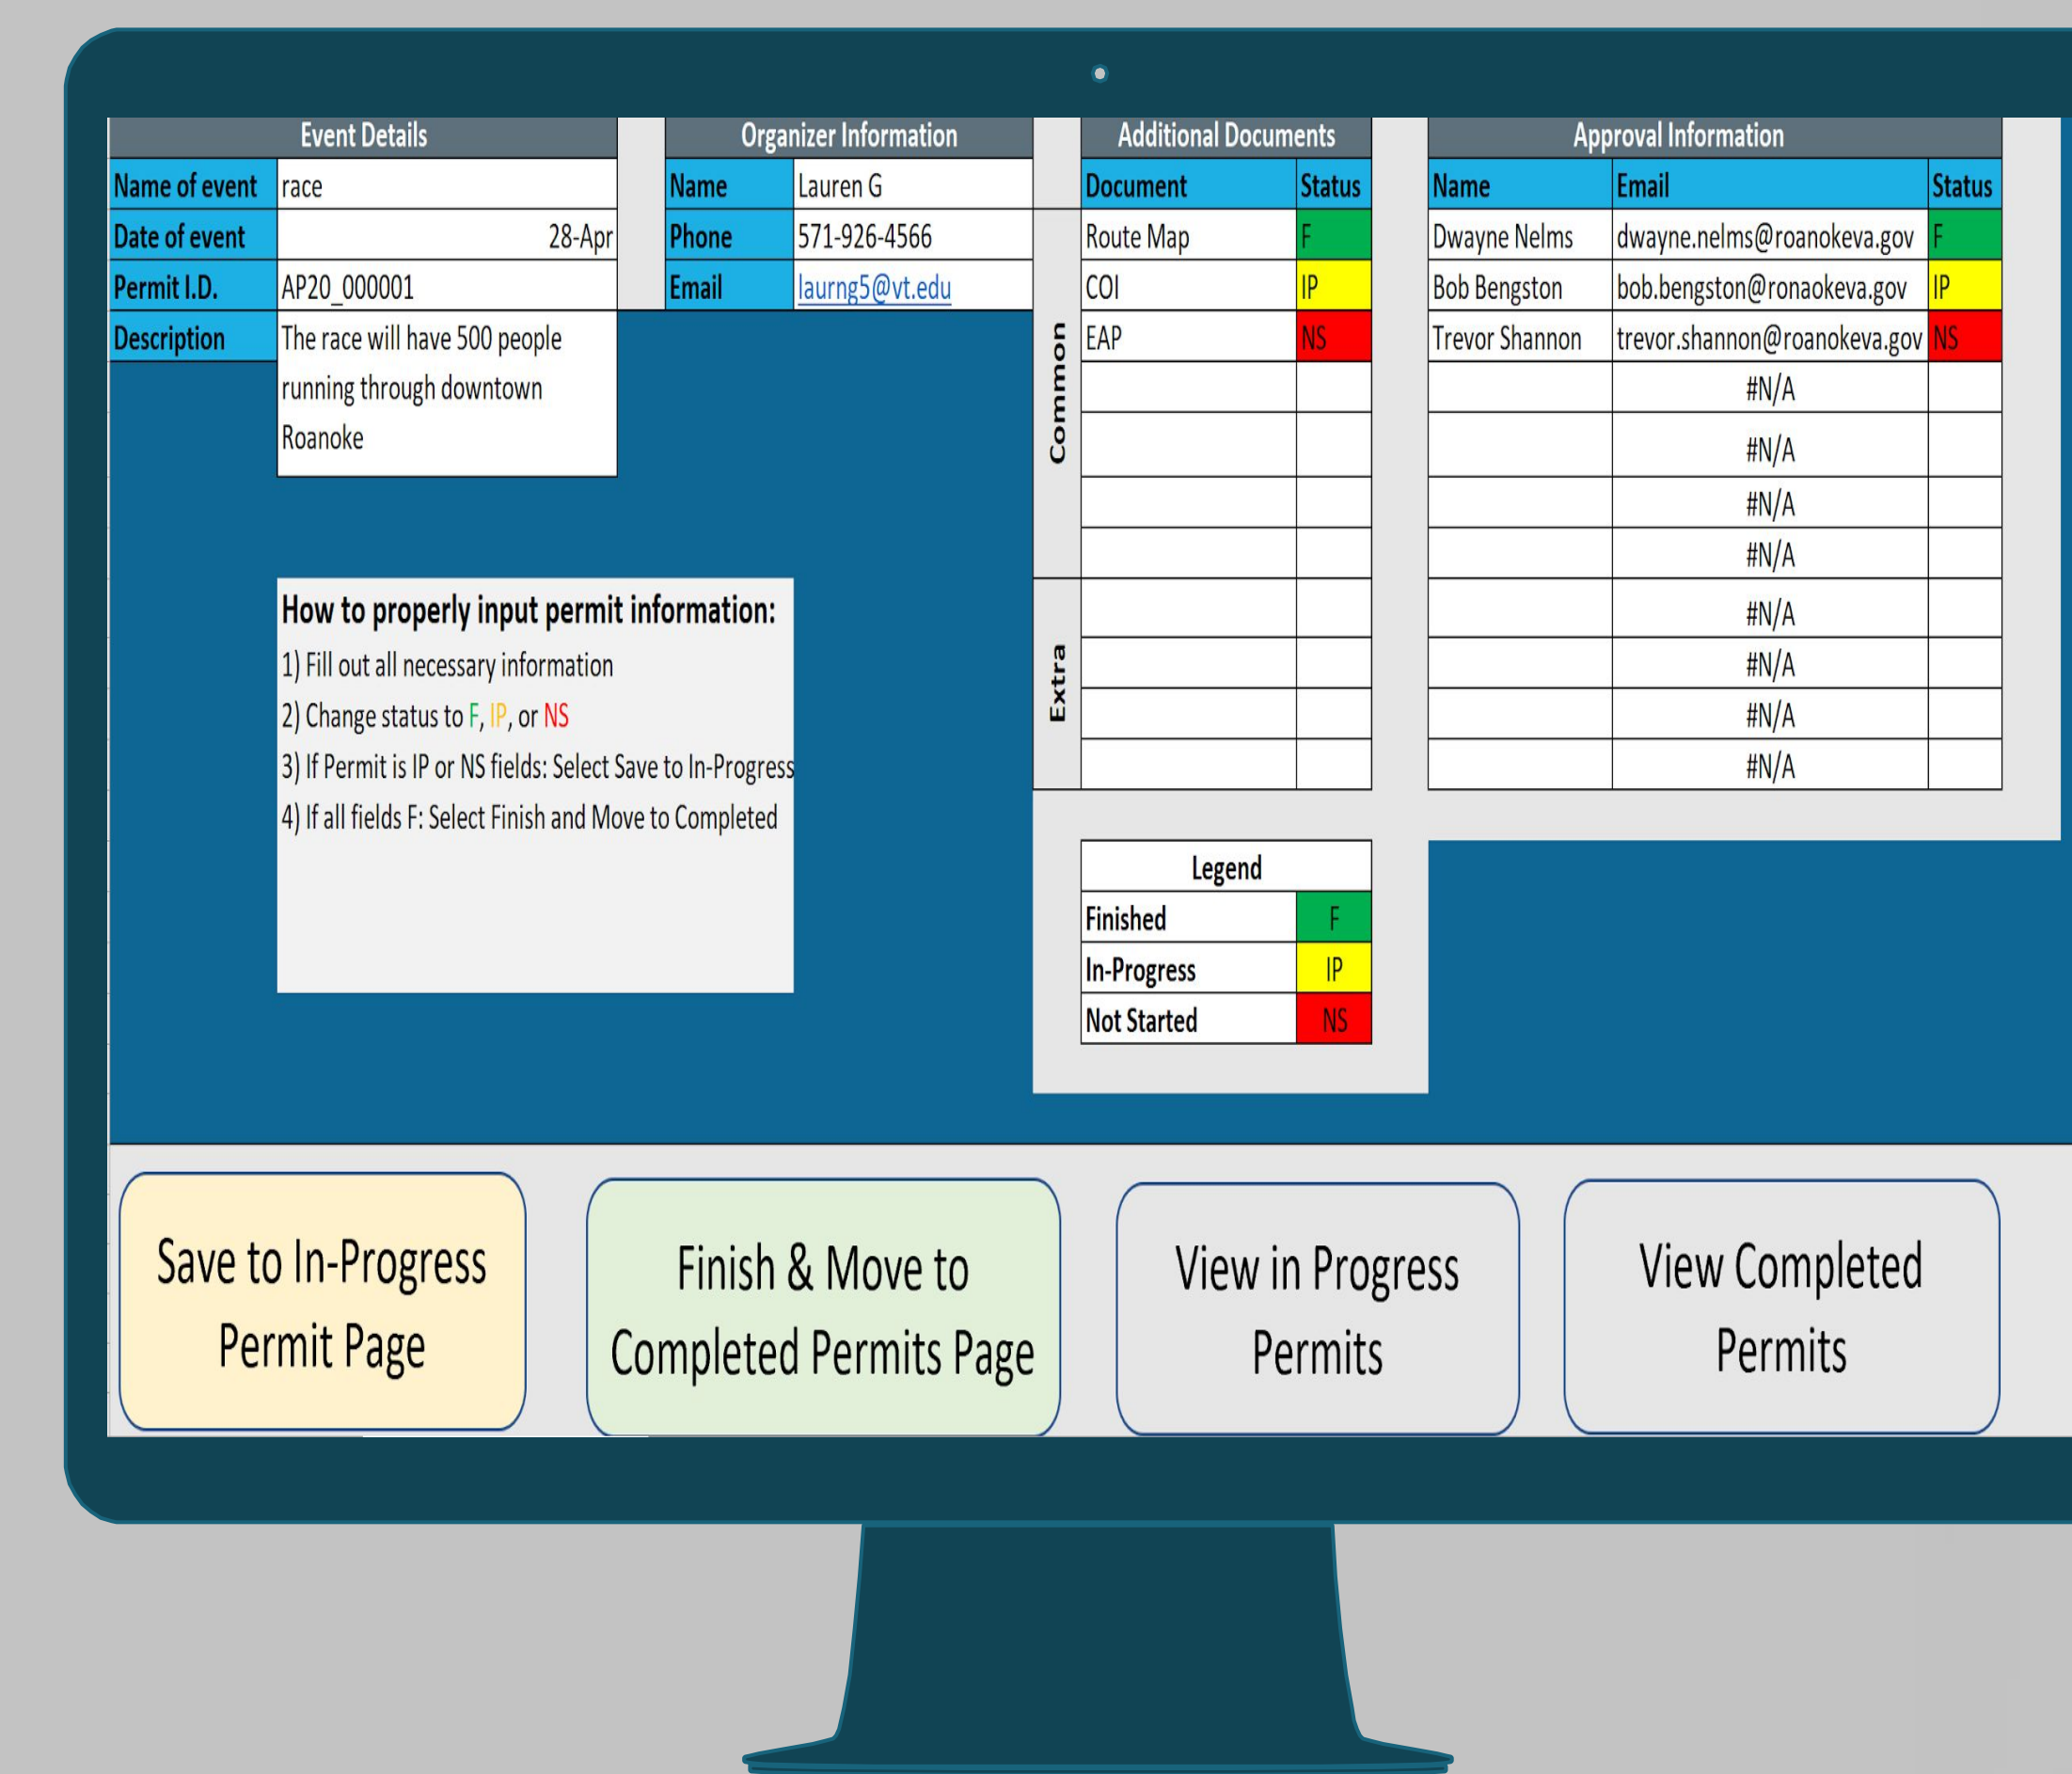 Event Details
Name of event race
Date of event 28-Apr
Permit I.D. AP20_000001
Description The race will have 500 people
running through downtown
Roanoke
Organizer Information
Name Lauren G
Phone 571-926-4566
Email laurng5@vt.edu
Additional Documents
Document Status
Common
Route Map F
COI IP
EAP NS
Extra
Approval Information
Name Email Status
Dwayne Nelms dwayne.nelms@roanokeva.gov F
Bob Bengston bob.bengston@ronaokeva.gov IP
Trevor Shannon trevor.shannon@roanokeva.gov NS
#N/A
#N/A
#N/A
#N/A
#N/A
#N/A
#N/A
#N/A
How to properly input permit information:
1) Fill out all necessary information
2) Change status to F, IP, or NS
3) If Permit is IP or NS fields: Select Save to In-Progress
4) If all fields F: Select Finish and Move to Completed
Legend
Finished F
In-Progress IP
Not Started NS
Save to In-Progress
Permit Page
Finish & Move to
Completed Permits Page
View in Progress
Permits
View Completed
Permits